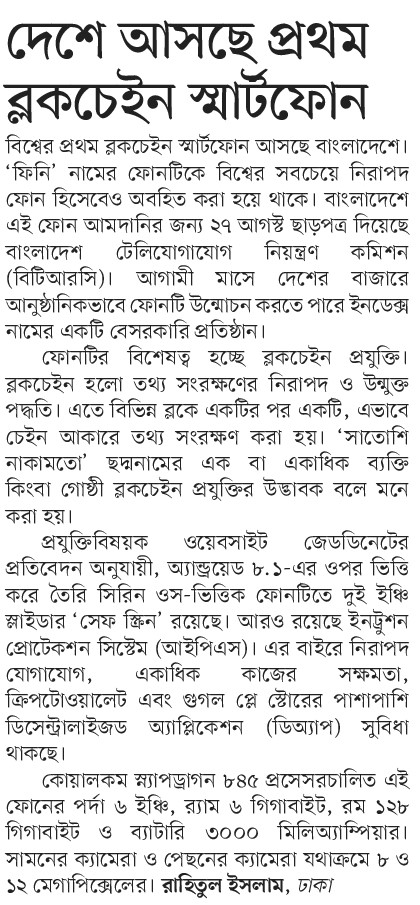 দেশে আসছে প্রথম
ব্লকচেইন স্মার্টফোন
বিশ্বের প্রথম ব্লকচেইন স্মার্টফোন আসছে বাংলাদেশে।
‘ফিনি’ নামের ফোনটিকে বিশ্বের সবচেয়ে নিরাপদ
ফোন হিসেবেও অবহিত করা হয়ে থাকে। বাংলাদেশে
এই ফোন আমদানির জন্য ২৭ আগস্ট ছাড়পত্র দিয়েছে
বাংলাদেশ টেলিযোগাযোগ নিয়ন্ত্রণ কমিশন
(বিটিআরসি)। আগামী মাসে দেশের বাজারে
আনুষ্ঠানিকভাবে ফোনটি উন্মোচন করতে পারে ইনডেক্স
নামের একটি বেসরকারি প্রতিষ্ঠান।
ফোনটির বিশেষত্ব হচ্ছে ব্লকচেইন প্রযুক্তি।
ব্লকচেইন হলো তথ্য সংরক্ষণের নিরাপদ ও উন্মুক্ত
পদ্ধতি। এতে বিভিন্ন ব্লকে একটির পর একটি, এভাবে
চেইন আকারে তথ্য সংরক্ষণ করা হয়। ‘সাতোশি
নাকামতো’ ছদ্মনামের এক বা একাধিক ব্যক্তি
কিংবা গোষ্ঠী ব্লকচেইন প্রযুক্তির উদ্ভাবক বলে মনে
করা হয়।
প্রযুক্তিবিষয়ক ওয়েবসাইট জেডডিনেটের
প্রতিবেদন অনুযায়ী, অ্যান্ড্রয়েড ৮.১-এর ওপর ভিত্তি
করে তৈরি সিরিন ওস-ভিত্তিক ফোনটিতে দুই ইঞ্চি
স্লাইডার ‘সেফ স্ক্রিন’ রয়েছে। আরও রয়েছে ইনট্রুশন
প্রোটেকশন সিস্টেম (আইপিএস)। এর বাইরে নিরাপদ
যোগাযোগ, একাধিক কাজের সক্ষমতা,
ক্রিপটোওয়ালেট এবং গুগল প্লে স্টোরের পাশাপাশি
ডিসেন্ট্রালাইজড অ্যাপ্লিকেশন (ডিঅ্যাপ) সুবিধা
থাকছে।
কোয়ালকম স্ন্যাপড্রাগন ৮৪৫ প্রসেসরচালিত এই
ফোনের পর্দা ৬ ইঞ্চি, র‍্যাম ৬ গিগাবাইট, রম ১২৮
গিগাবাইট ও ব্যাটারি ৩০০০ মিলিঅ্যাম্পিয়ার।
সামনের ক্যামেরা ও পেছনের ক্যামেরা যথাক্রমে ৮ ও
১২ মেগাপিক্সেলের। রাহিতুল ইসলাম, ঢাকা